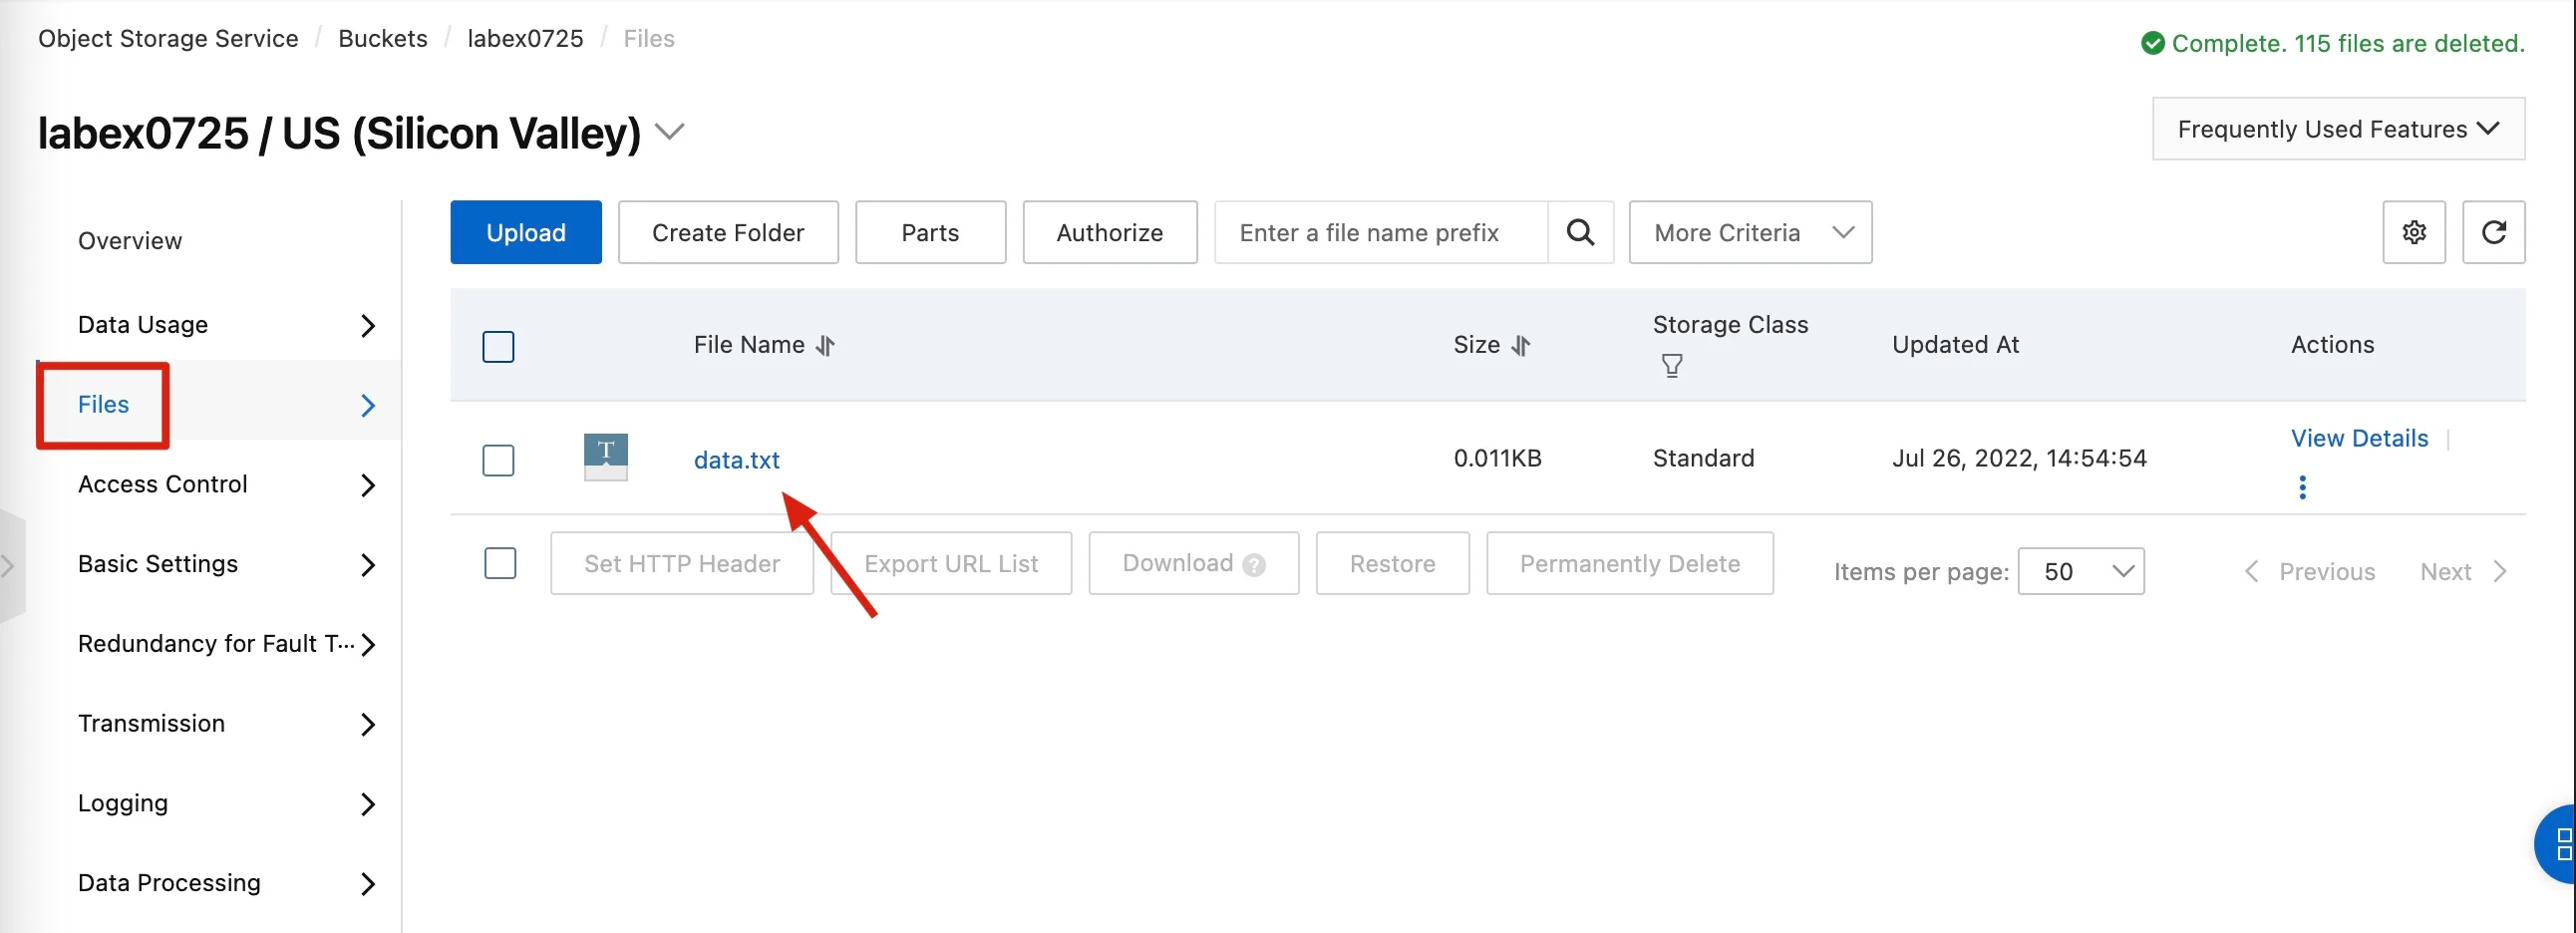 Object Storage Service / Buckets / labex0725 / Files
Complete. 115 files are deleted.
labex0725 / US (Silicon Valley)
Frequently Used Features
Overview
Data Usage
Files
Access Control
Basic Settings
Redundancy for Fault T...
Transmission
Logging
Data Processing
Upload
Create Folder
Parts
Authorize
Enter a file name prefix
More Criteria
File Name
Size
Storage Class
Updated At
Actions
T
data.txt
0.011KB
Standard
Jul 26, 2022, 14:54:54
View Details
Set HTTP Header
Export URL List
Download ?
Restore
Permanently Delete
Items per page: 50
Previous
Next